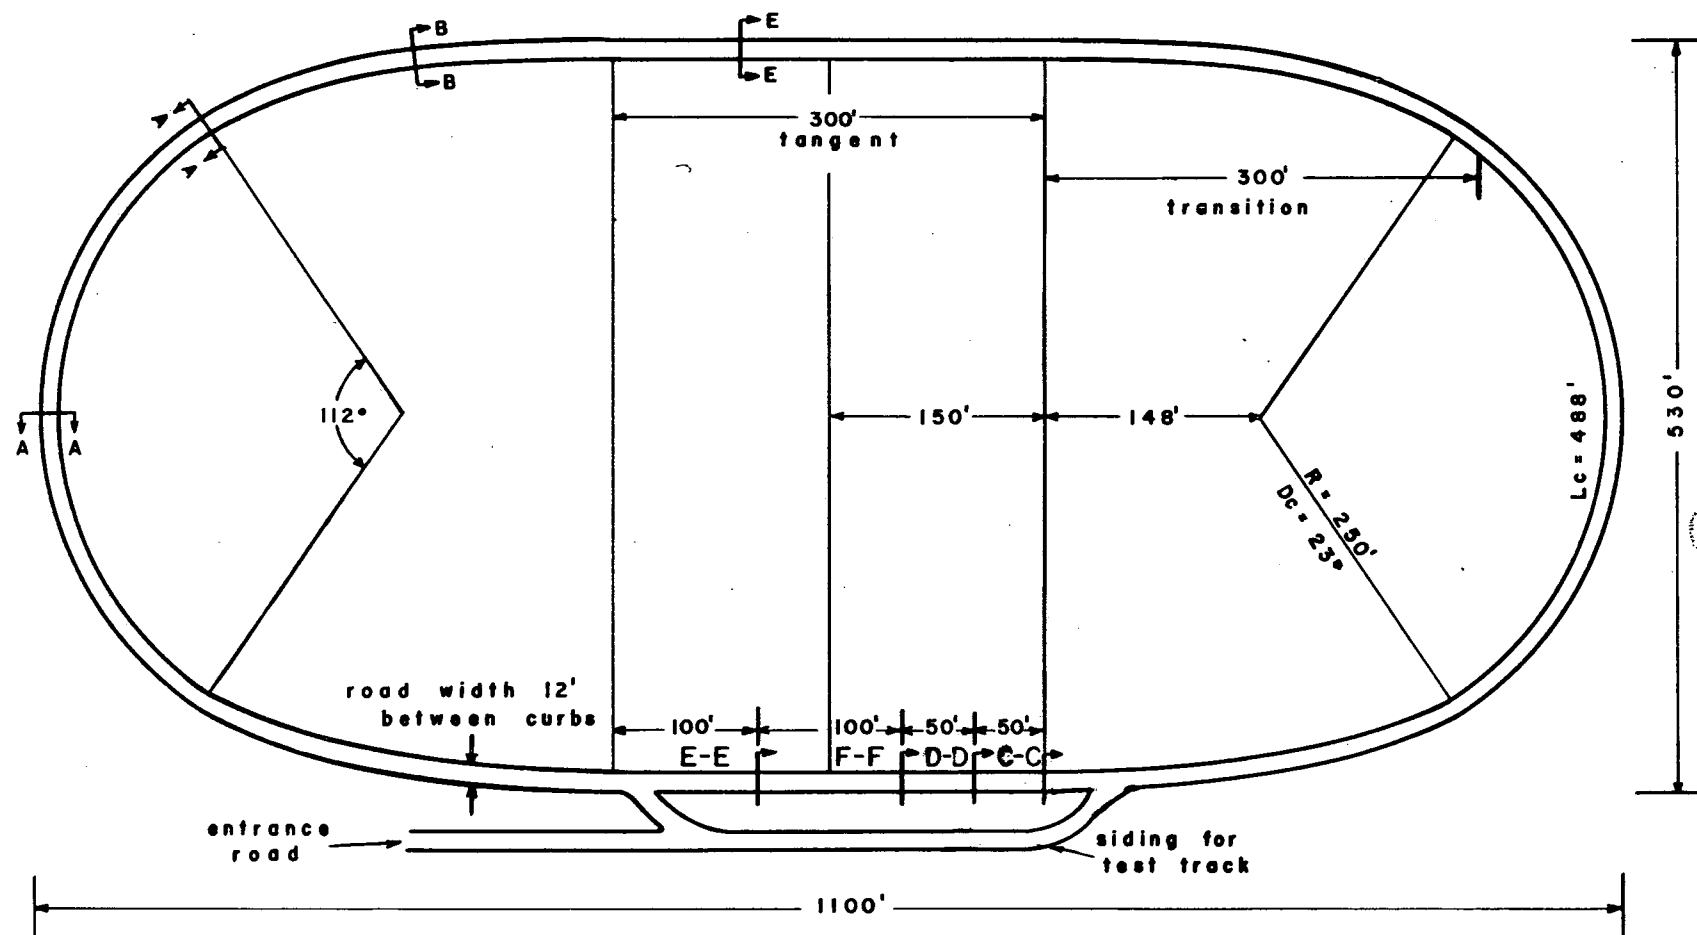 B
B
E
E
A
A
300'
tangent
300'
transition
112°
A
A
150'
148'
R = 250'
Dc = 23°
Lc = 488'
530'
road width 12'
between curbs
100'
100'
50'
50'
E-E
F-F
D-D
C-C
entrance
road
siding for
test track
1100'